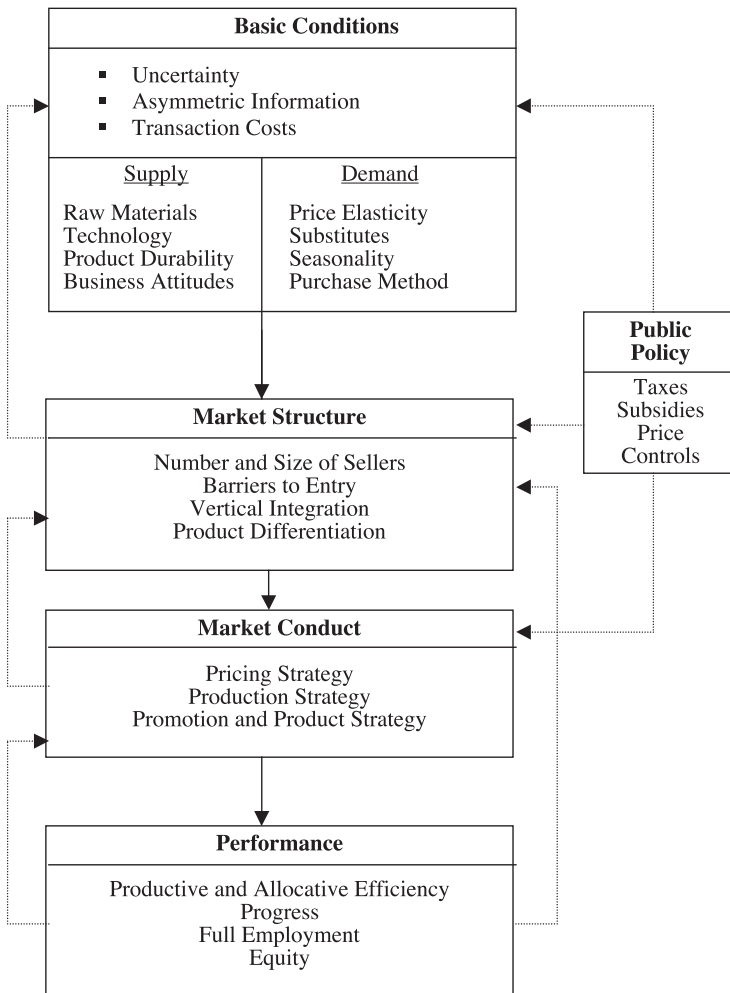 Basic Conditions
▪ Uncertainty
▪ Asymmetric Information
▪ Transaction Costs
Supply
Raw Materials
Technology
Product Durability
Business Attitudes
Demand
Price Elasticity
Substitutes
Seasonality
Purchase Method
Public
Policy
Taxes
Subsidies
Price
Controls
Market Structure
Number and Size of Sellers
Barriers to Entry
Vertical Integration
Product Differentiation
Market Conduct
Pricing Strategy
Production Strategy
Promotion and Product Strategy
Performance
Productive and Allocative Efficiency
Progress
Full Employment
Equity